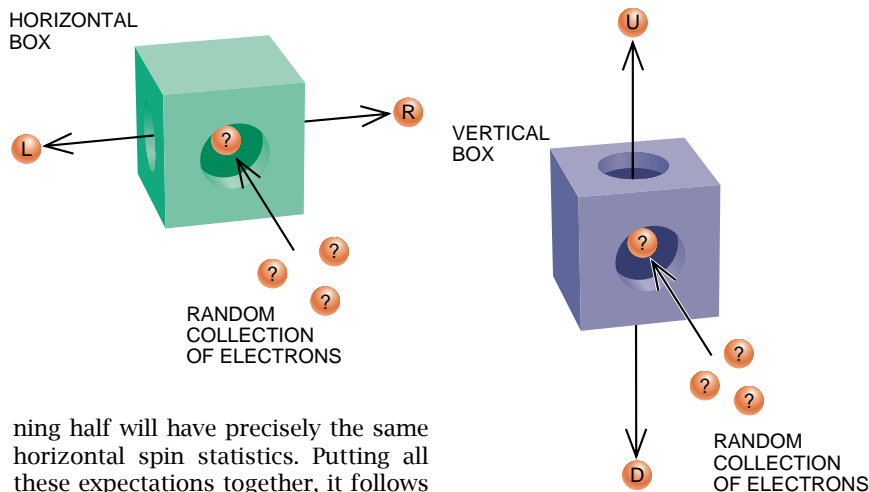 HORIZONTAL
BOX
L
R
?
?
?
?
RANDOM
COLLECTION
OF ELECTRONS
ning half will have precisely the same
horizontal spin statistics. Putting all
these expectations together, it follows
U
VERTICAL
BOX
?
?
?
?
D
RANDOM
COLLECTION
OF ELECTRONS